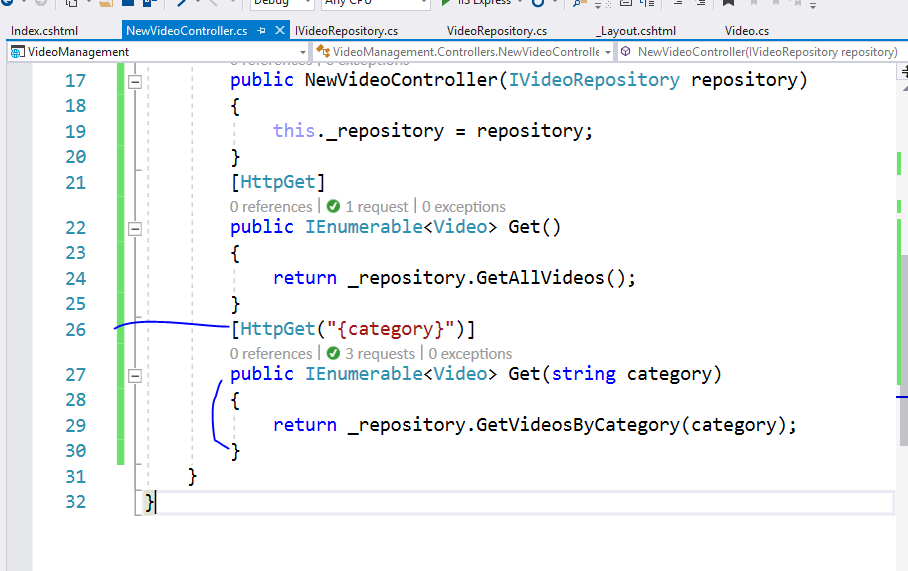 Debug Any CPU IIS Express
Index.cshtml NewVideoController.cs IVideoRepository.cs VideoRepository.cs _Layout.cshtml Video.cs
VideoManagement VideoManagement.Controllers.NewVideoControlle NewVideoController(IVideoRepository repository)
0 references | 0 exceptions
17 public NewVideoController(IVideoRepository repository)
18 {
19 this._repository = repository;
20 }
21 [HttpGet]
0 references | 1 request | 0 exceptions
22 public IEnumerable<Video> Get()
23 {
24 return _repository.GetAllVideos();
25 }
26 [HttpGet("{category}")]
0 references | 3 requests | 0 exceptions
27 public IEnumerable<Video> Get(string category)
28 {
29 return _repository.GetVideosByCategory(category);
30 }
31 }
32 }